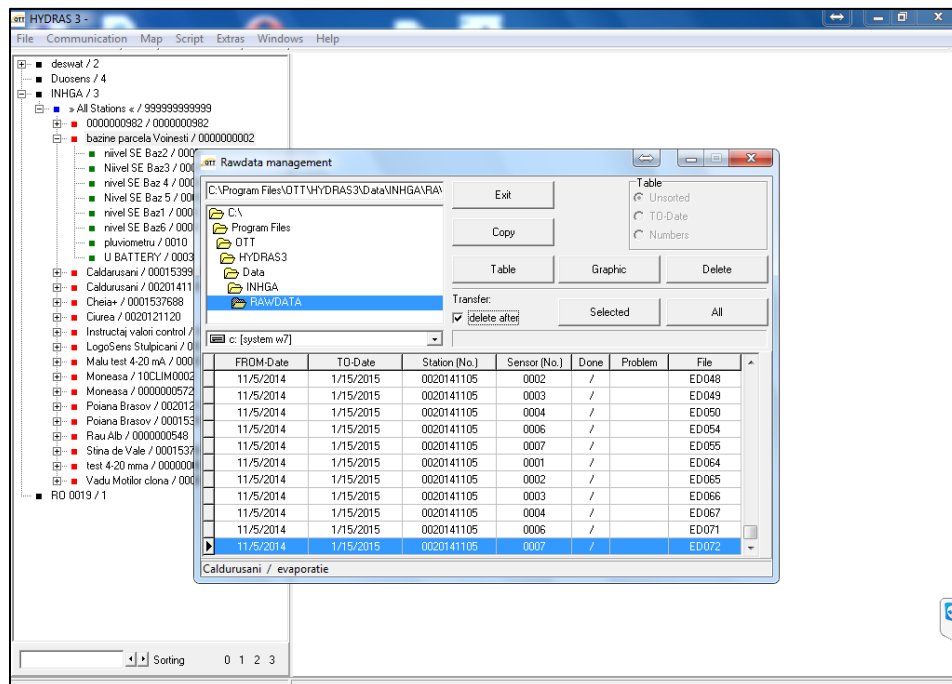 OTT HYDRAS 3 -
File Communication Map Script Extras Windows Help
deswat / 2
Duosens / 4
INHGA / 3
» All Stations « / 999999999999
0000000982 / 0000000982
bazine parcela Voinesti / 0000000002
niivel SE Baz2 / 000
Niivel SE Baz3 / 00
nivel SE Baz 4 / 00
Nivel SE Baz 5 / 00
nivel SE Baz1 / 000
nivel SE Baz6 / 000
pluviometru / 0010
U BATTERY / 0003
Caldarusani / 00015399
Caldurusani / 00201411
Cheia+ / 0001537688
Ciurea / 0020121120
Instructaj valori control /
LogoSens Stulpicani / 0
Malu test 4-20 mA / 000
Moneasa / 10CLIM0002
Moneasa / 0000000572
Poiana Brasov / 002012
Poiana Brasov / 000153
Rau Alb / 0000000548
Stina de Vale / 0001537
test 4-20 mma / 000000
Vadu Motilor clona / 000
RO 0019 / 1
Sorting 0 1 2 3
OTT Rawdata management
C:\Program Files\OTT\HYDRAS3\Data\INHGA\RA\
C:\
Program Files
OTT
HYDRAS3
Data
INHGA
RAWDATA
c: [system w7]
Exit
Copy
Table
Unsorted
TO-Date
Numbers
Table Graphic Delete
Transfer:
delete after Selected All
FROM-Date TO-Date Station (No.) Sensor (No.) Done Problem File
11/5/2014 1/15/2015 0020141105 0002 / ED048
11/5/2014 1/15/2015 0020141105 0003 / ED049
11/5/2014 1/15/2015 0020141105 0004 / ED050
11/5/2014 1/15/2015 0020141105 0006 / ED054
11/5/2014 1/15/2015 0020141105 0007 / ED055
11/5/2014 1/15/2015 0020141105 0001 / ED064
11/5/2014 1/15/2015 0020141105 0002 / ED065
11/5/2014 1/15/2015 0020141105 0003 / ED066
11/5/2014 1/15/2015 0020141105 0004 / ED067
11/5/2014 1/15/2015 0020141105 0006 / ED071
11/5/2014 1/15/2015 0020141105 0007 / ED072
Caldurusani / evaporatie